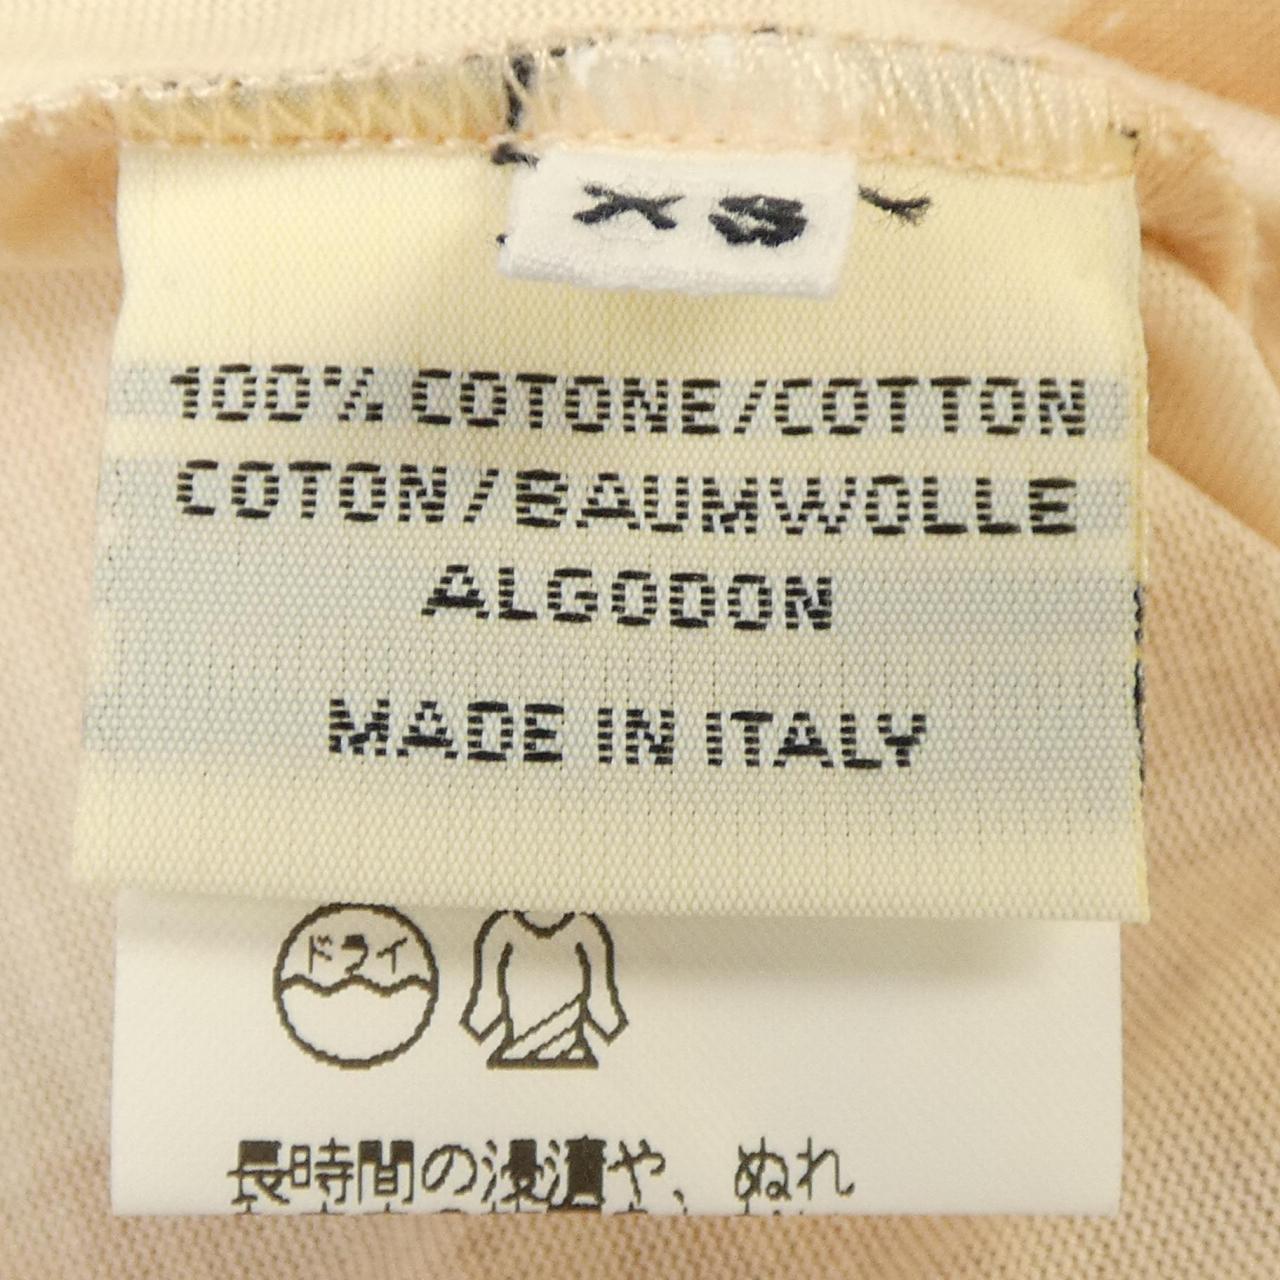 XS
100% COTONE/COTTON
COTON/BAUMWOLLE
ALGODON
MADE IN ITALY
ドライ
長時間の浸漬や、ぬれ